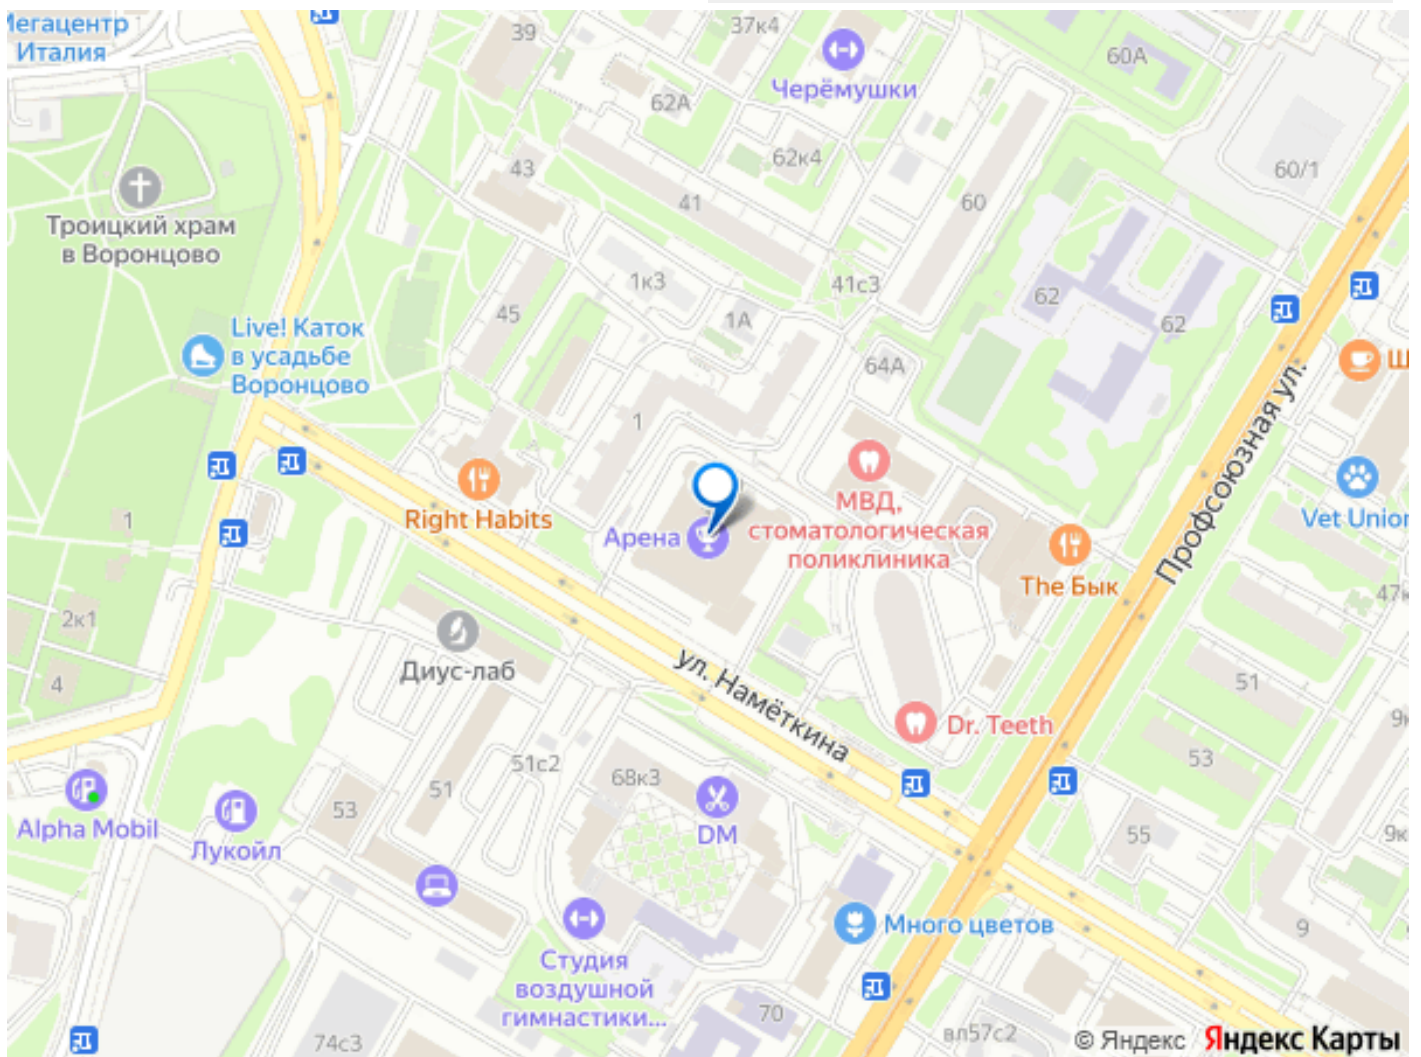 Мегацентр
Италия
39
37к4
60А
Черёмушки
62А
62к4
60/1
43
41
60
Троицкий храм
в Воронцово
1к3
41с3
62
62
45
1А
Live! Каток
в усадьбе
Воронцово
64А
Ш
1
Профсоюзная ул.
МВД,
стоматологическая
поликлиника
Right Habits
Арена
Vet Union
1
The Бык
47к
2к1
Диус-лаб
ул. Намёткина
4
51
Dr. Teeth
9к
53
51с2
68к3
51
53
DM
Alpha Mobil
Лукойл
55
9к
Много цветов
9
Студия
воздушной
гимнастики...
70
74с3
вл57с2
© Яндекс Яндекс Карты